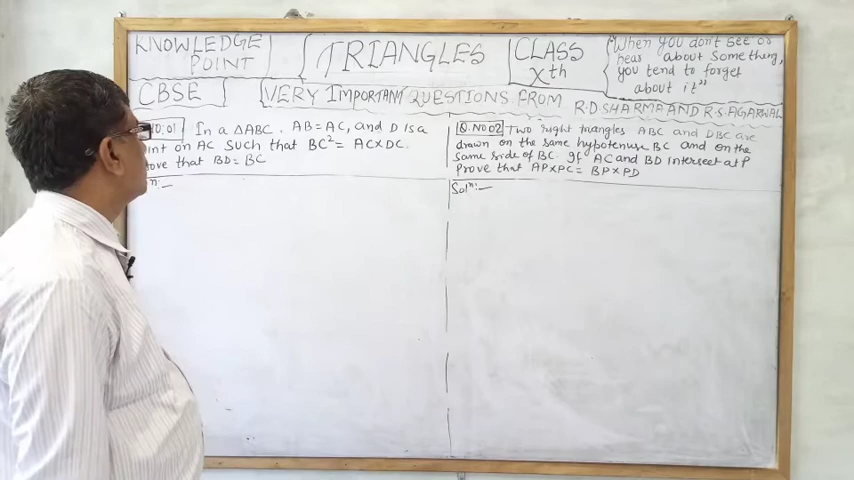 KNOWLEDGE
POINT
TRIANGLES
CLASS
Xth
"When you don't see or
hear about something,
you tend to forget
about it"
CBSE
VERY IMPORTANT QUESTIONS FROM R.D SHARMA AND R.S. AGARWAL
NO;01 In a ΔABC, AB=AC, and D is a
int on AC such that BC²= AC×DC.
ove that BD=BC
n:—
Q.NO 02 Two right triangles ABC and DBC are
drawn on the same hypotenuse BC and on the
same side of BC. If AC and BD intersect at P
Prove that AP×PC= BP×PD
Solⁿ:—